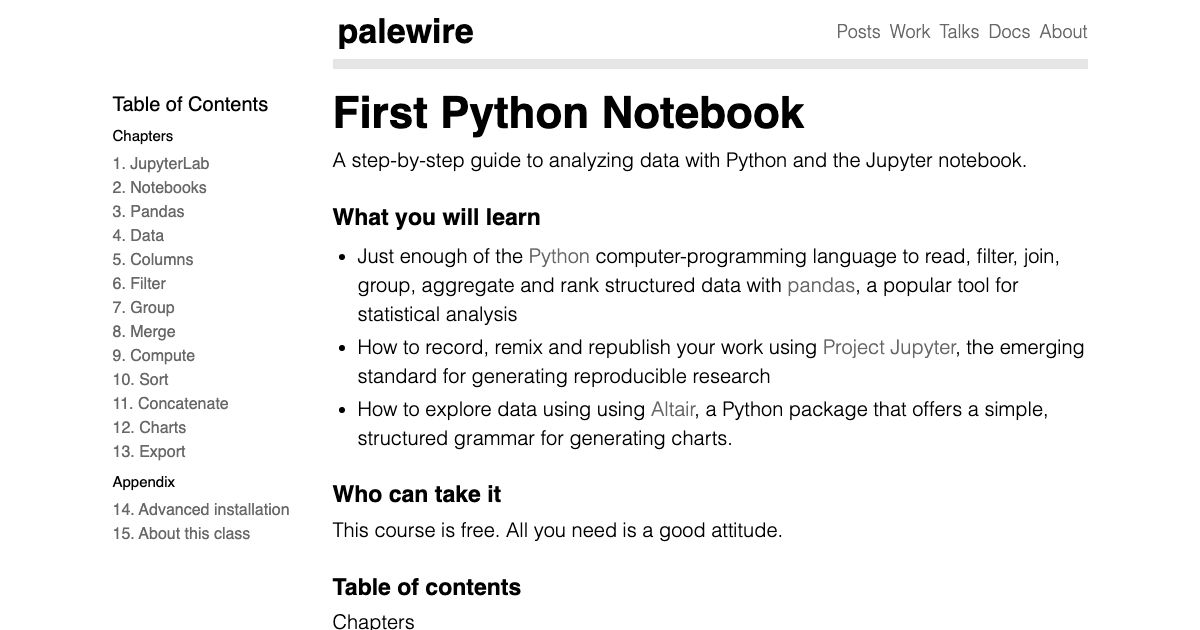 palewire
Posts Work Talks Docs About
Table of Contents
Chapters
1. JupyterLab
2. Notebooks
3. Pandas
4. Data
5. Columns
6. Filter
7. Group
8. Merge
9. Compute
10. Sort
11. Concatenate
12. Charts
13. Export
Appendix
14. Advanced installation
15. About this class
First Python Notebook
A step-by-step guide to analyzing data with Python and the Jupyter notebook.
What you will learn
• Just enough of the Python computer-programming language to read, filter, join,
group, aggregate and rank structured data with pandas, a popular tool for
statistical analysis
• How to record, remix and republish your work using Project Jupyter, the emerging
standard for generating reproducible research
• How to explore data using using Altair, a Python package that offers a simple,
structured grammar for generating charts.
Who can take it
This course is free. All you need is a good attitude.
Table of contents
Chapters